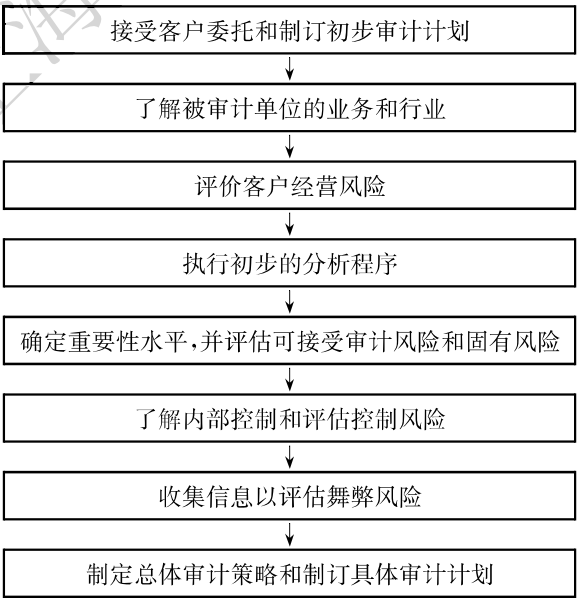 接受客户委托和制订初步审计计划
了解被审计单位的业务和行业
评价客户经营风险
执行初步的分析程序
确定重要性水平,并评估可接受审计风险和固有风险
了解内部控制和评估控制风险
收集信息以评估舞弊风险
制定总体审计策略和制订具体审计计划